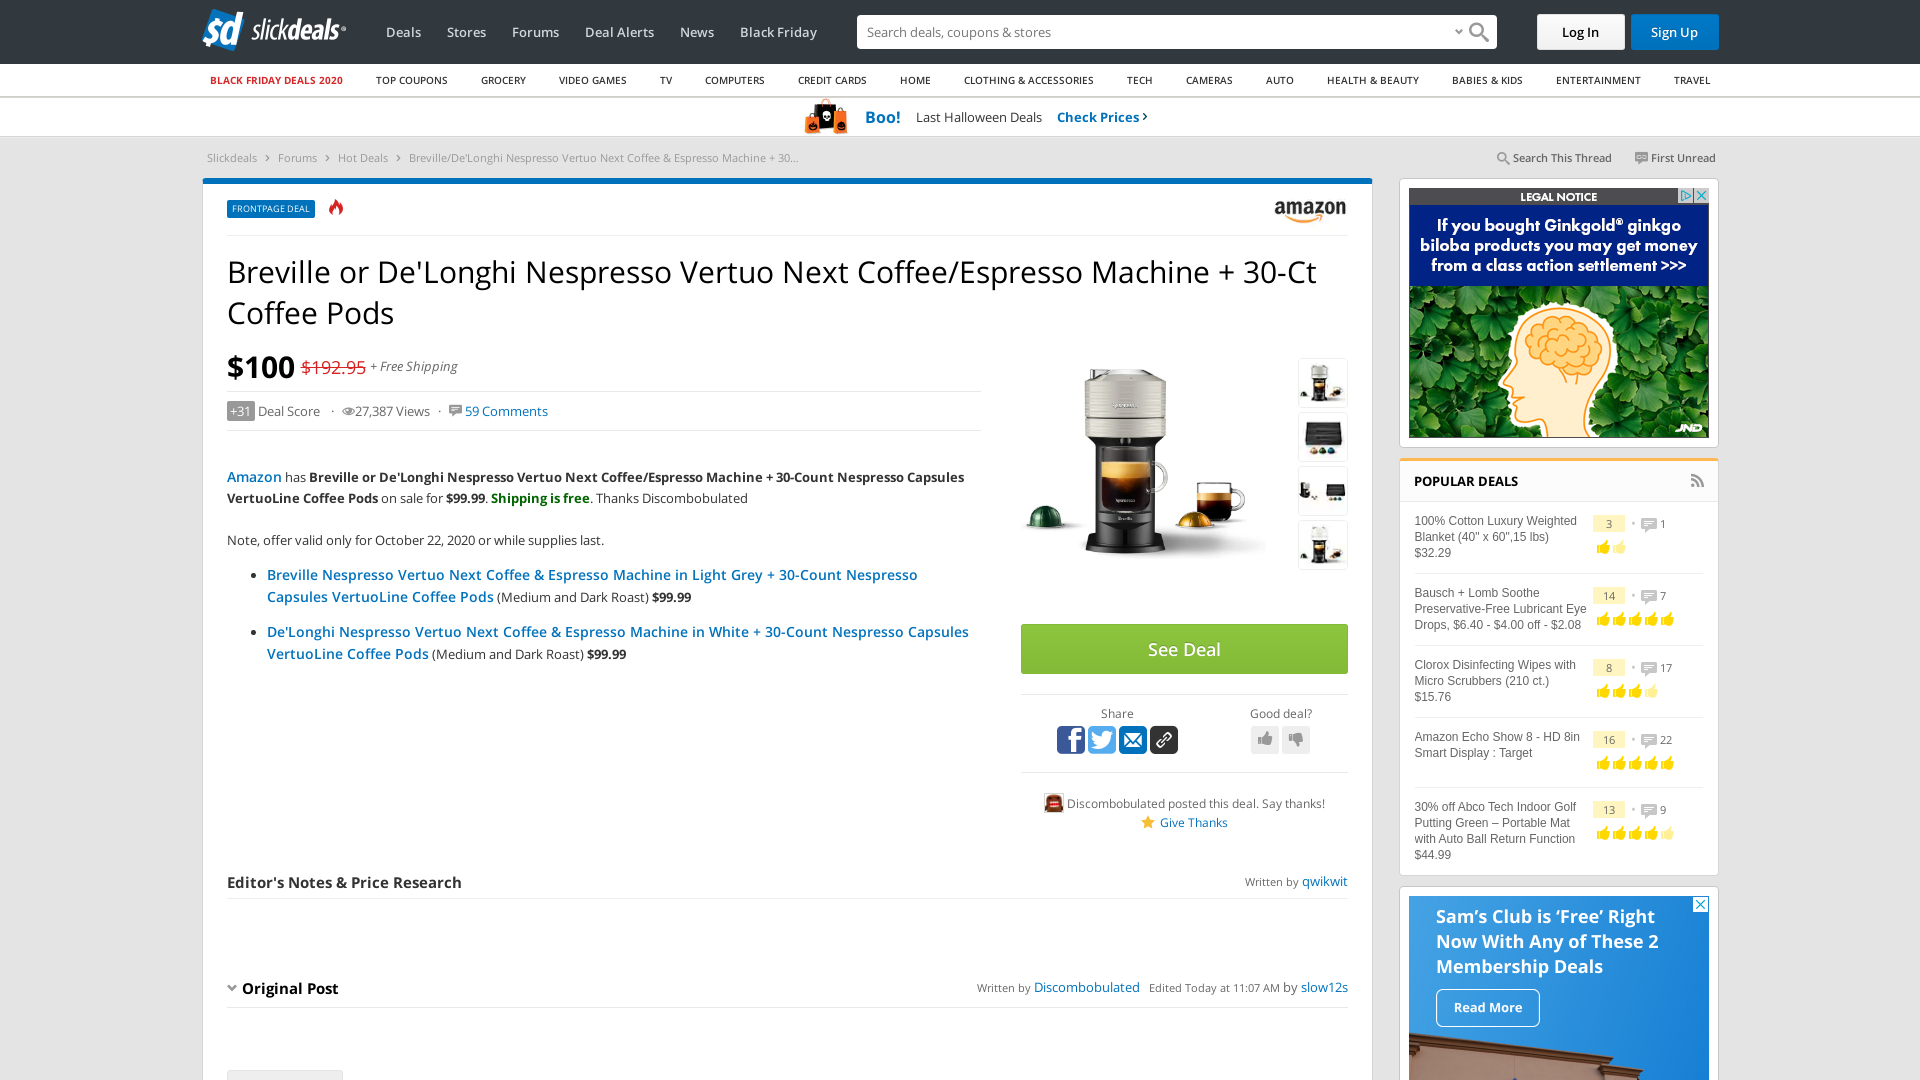 slickdeals
Deals
Stores
Forums
Deal Alerts
News
Black Friday
Search deals, coupons & stores
Log In
Sign Up
BLACK FRIDAY DEALS 2020
TOP COUPONS
GROCERY
VIDEO GAMES
TV
COMPUTERS
CREDIT CARDS
HOME
CLOTHING & ACCESSORIES
TECH
CAMERAS
AUTO
HEALTH & BEAUTY
BABIES & KIDS
ENTERTAINMENT
TRAVEL
Boo! Last Halloween Deals Check Prices
Slickdeals > Forums > Hot Deals > Breville/De'Longhi Nespresso Vertuo Next Coffee & Espresso Machine + 30...
Search This Thread
First Unread
FRONTPAGE DEAL
amazon
Breville or De'Longhi Nespresso Vertuo Next Coffee/Espresso Machine + 30-Ct
Coffee Pods
$100 $192.95 + Free Shipping
+31 Deal Score · 27,387 Views · 59 Comments
Amazon has Breville or De'Longhi Nespresso Vertuo Next Coffee/Espresso Machine + 30-Count Nespresso Capsules
VertuoLine Coffee Pods on sale for $99.99. Shipping is free. Thanks Discombobulated
Note, offer valid only for October 22, 2020 or while supplies last.
• Breville Nespresso Vertuo Next Coffee & Espresso Machine in Light Grey + 30-Count Nespresso
Capsules VertuoLine Coffee Pods (Medium and Dark Roast) $99.99
• De'Longhi Nespresso Vertuo Next Coffee & Espresso Machine in White + 30-Count Nespresso Capsules
VertuoLine Coffee Pods (Medium and Dark Roast) $99.99
See Deal
Share
Good deal?
Discombobulated posted this deal. Say thanks!
Give Thanks
Editor's Notes & Price Research
Written by qwikwit
Original Post
Written by Discombobulated Edited Today at 11:07 AM by slow12s
LEGAL NOTICE
If you bought Ginkgold® ginkgo
biloba products you may get money
from a class action settlement >>>
JND
POPULAR DEALS
100% Cotton Luxury Weighted
Blanket (40" x 60",15 lbs)
$32.29
3 • 1
Bausch + Lomb Soothe
Preservative-Free Lubricant Eye
Drops, $6.40 - $4.00 off - $2.08
14 • 7
Clorox Disinfecting Wipes with
Micro Scrubbers (210 ct.)
$15.76
8 • 17
Amazon Echo Show 8 - HD 8in
Smart Display : Target
16 • 22
30% off Abco Tech Indoor Golf
Putting Green – Portable Mat
with Auto Ball Return Function
$44.99
13 • 9
Sam's Club is ‘Free’ Right
Now With Any of These 2
Membership Deals
Read More